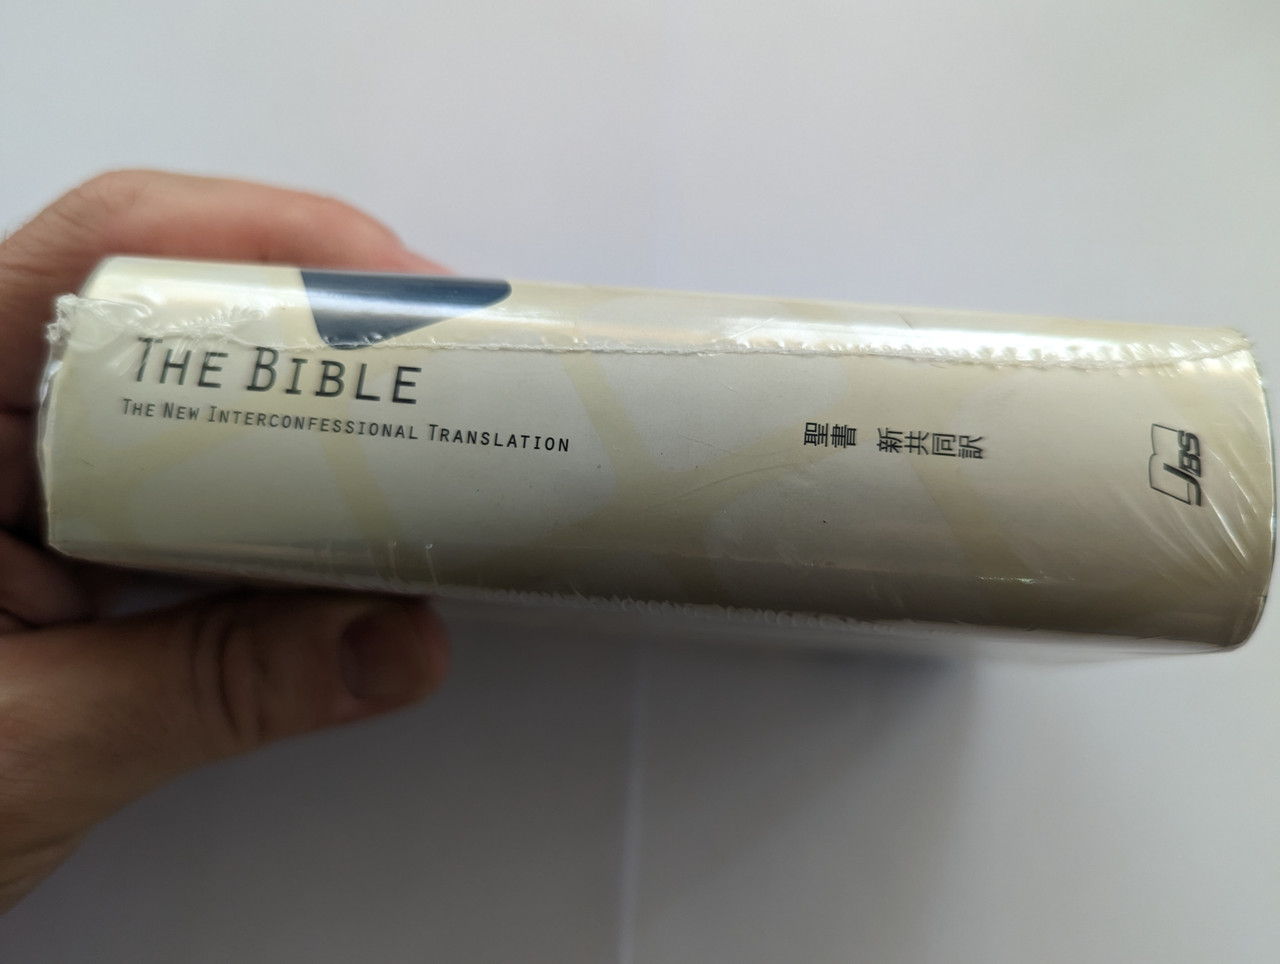 THE BIBLE
THE NEW INTERCONFESSIONAL TRANSLATION
聖書 新共同訳
JBS